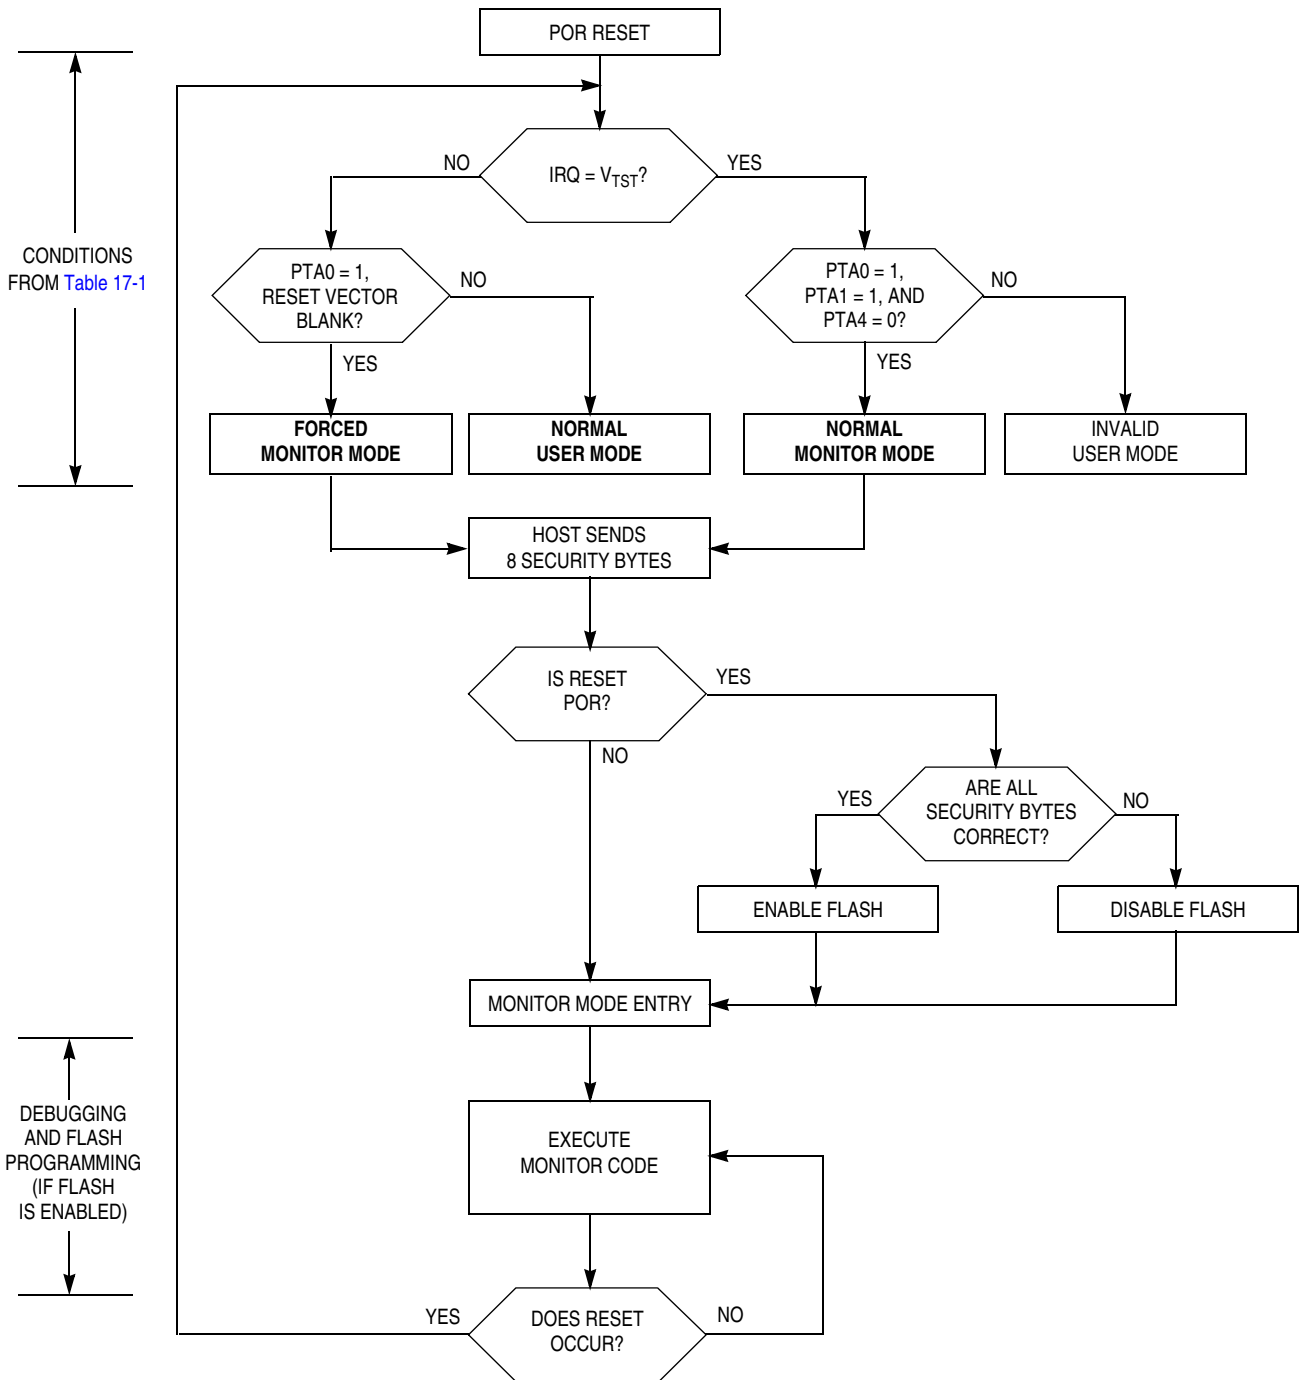 POR RESET
NO
IRQ = VTST?
YES
CONDITIONS
FROM Table 17-1
PTA0 = 1,
RESET VECTOR
BLANK?
NO
YES
PTA0 = 1,
PTA1 = 1, AND
PTA4 = 0?
NO
YES
FORCED
MONITOR MODE
NORMAL
USER MODE
NORMAL
MONITOR MODE
INVALID
USER MODE
HOST SENDS
8 SECURITY BYTES
IS RESET
POR?
YES
NO
ARE ALL
SECURITY BYTES
CORRECT?
YES
NO
ENABLE FLASH
DISABLE FLASH
MONITOR MODE ENTRY
DEBUGGING
AND FLASH
PROGRAMMING
(IF FLASH
IS ENABLED)
EXECUTE
MONITOR CODE
YES
DOES RESET
OCCUR?
NO